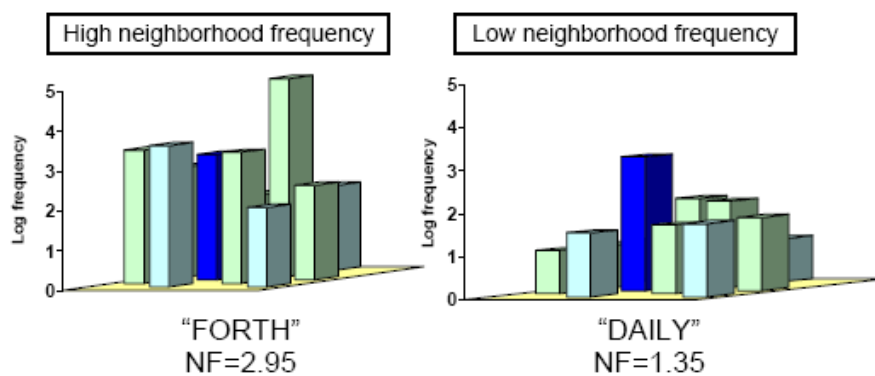 High neighborhood frequency
Low neighborhood frequency
Log frequency
5
4
3
2
1
0
"FORTH"
NF=2.95
Log frequency
5
4
3
2
1
0
"DAILY"
NF=1.35